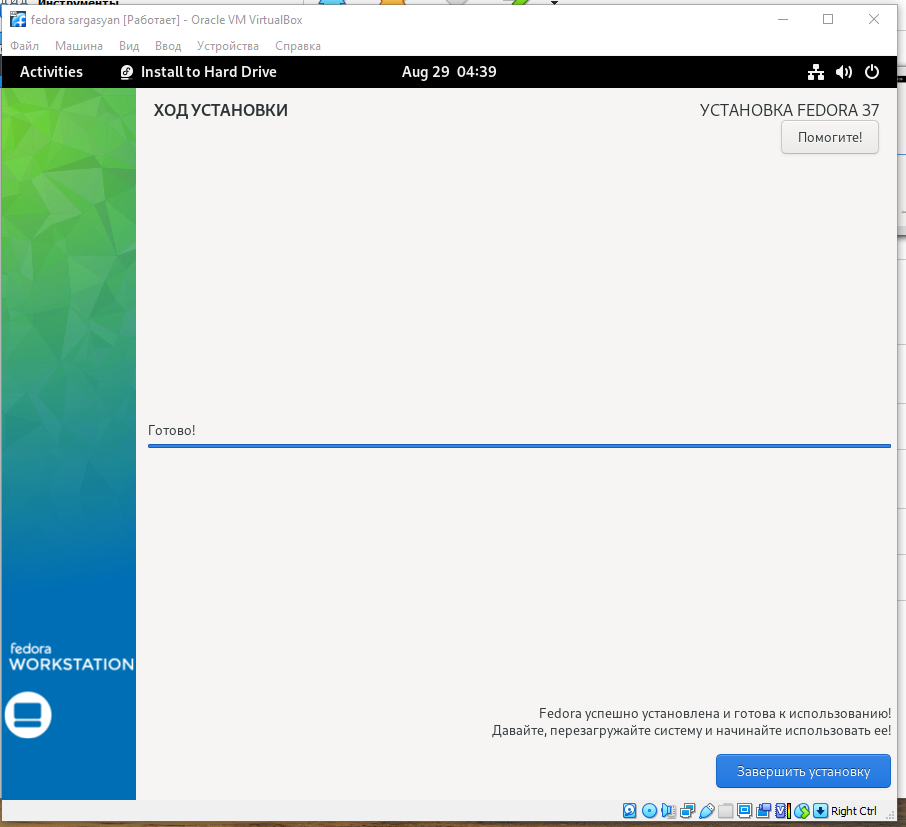 Инструменты
fedora sargasyan [Работает] - Oracle VM VirtualBox
Файл Машина Вид Ввод Устройства Справка
Activities Install to Hard Drive Aug 29 04:39
ХОД УСТАНОВКИ УСТАНОВКА FEDORA 37
Помогите!
Готово!
fedora
WORKSTATION
Fedora успешно установлена и готова к использованию!
Давайте, перезагружайте систему и начинайте использовать ее!
Завершить установку
Right Ctrl